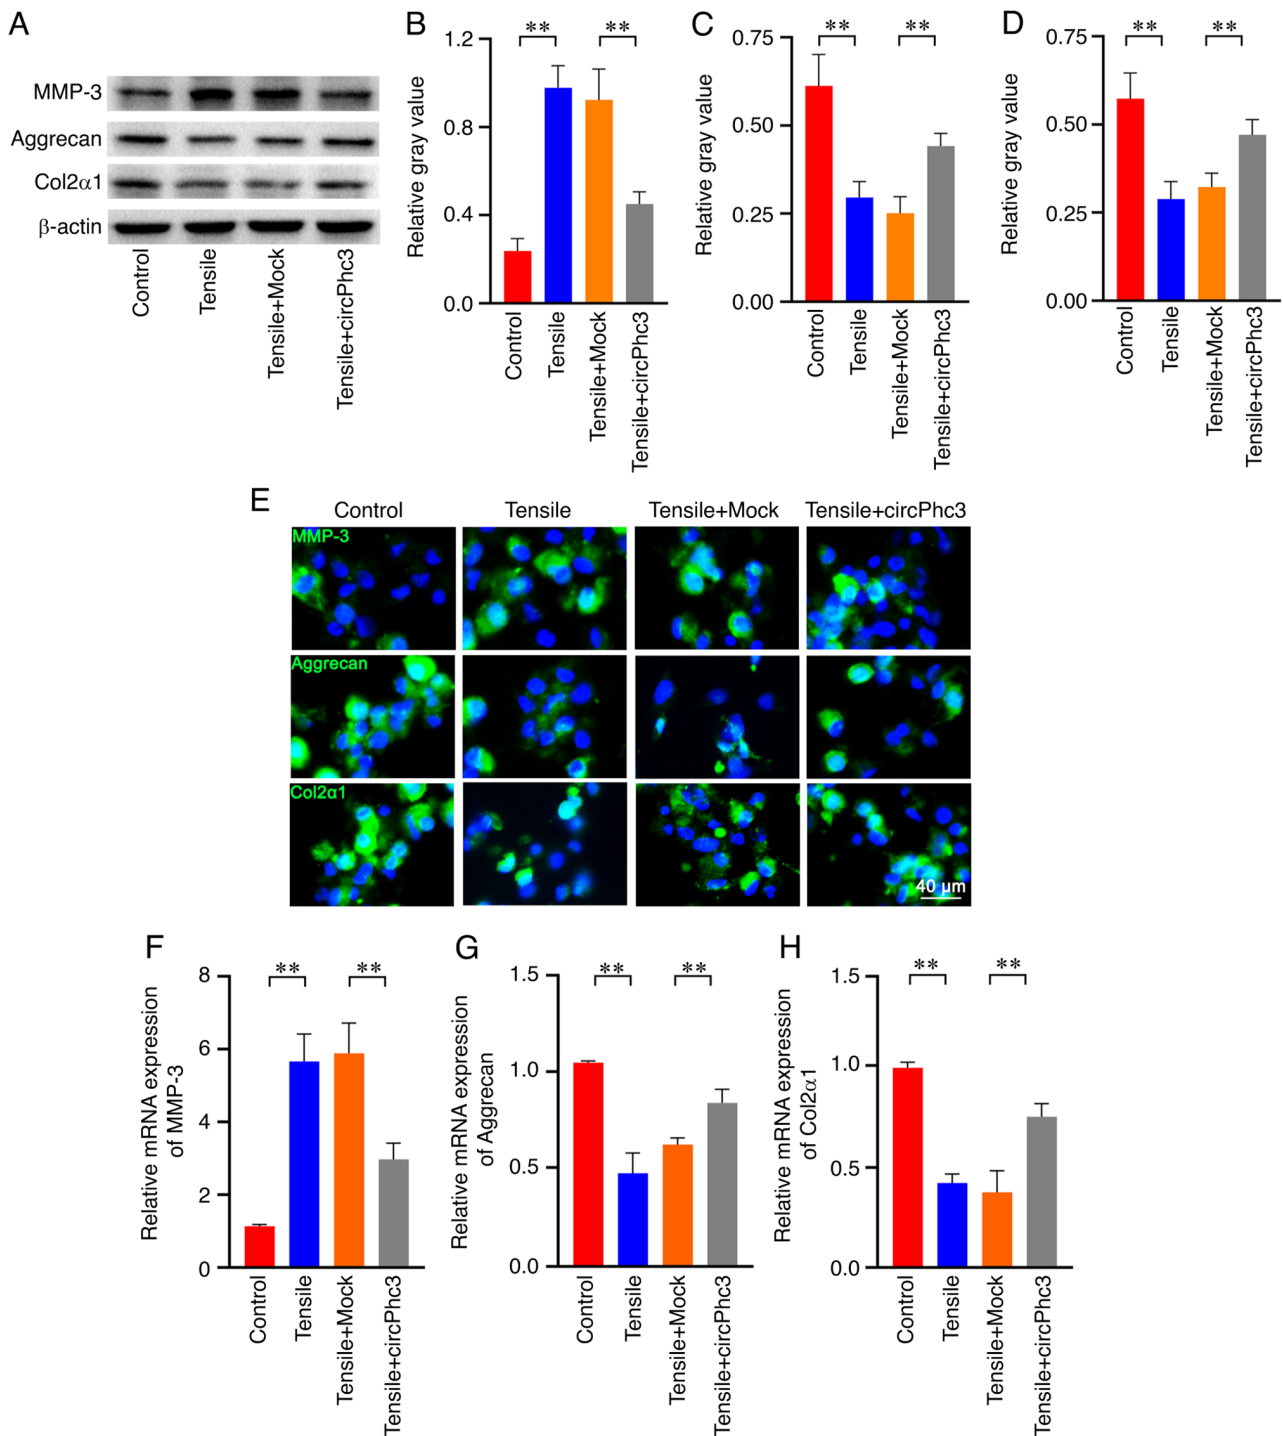 A
MMP-3
Aggrecan
Col2α1
β-actin
Control
Tensile
Tensile+Mock
Tensile+circPhc3
B
Relative gray value
1.2
0.8
0.4
0.0
**
**
Control
Tensile
Tensile+Mock
Tensile+circPhc3
C
Relative gray value
0.75
0.50
0.25
0.00
**
**
Control
Tensile
Tensile+Mock
Tensile+circPhc3
D
Relative gray value
0.75
0.50
0.25
0.00
**
**
Control
Tensile
Tensile+Mock
Tensile+circPhc3
E
Control
Tensile
Tensile+Mock
Tensile+circPhc3
MMP-3
Aggrecan
Col2α1
40 μm
F
Relative mRNA expression
of MMP-3
8
6
4
2
0
**
**
Control
Tensile
Tensile+Mock
Tensile+circPhc3
G
Relative mRNA expression
of Aggrecan
1.5
1.0
0.5
0.0
**
**
Control
Tensile
Tensile+Mock
Tensile+circPhc3
H
Relative mRNA expression
of Col2α1
1.5
1.0
0.5
0.0
**
**
Control
Tensile
Tensile+Mock
Tensile+circPhc3